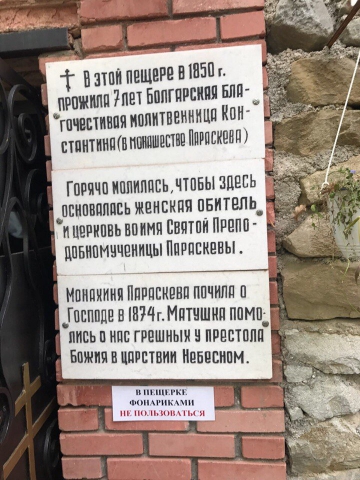 В этой пещере в 1850 г.
прожила 7 лет Болгарская Бла-
гочестивая молитвенница Кон-
стантина (в монашестве Параскева)
Горячо молилась, чтобы здесь
основалась женская обитель
и церковь во имя Святой Препо-
добномученицы Параскевы.
Монахиня Параскева почила о
Господе в 1874 г. Матушка помо-
лись о нас грешных у престола
Божия в царствии Небесном.
В ПЕЩЕРКЕ
ФОНАРИКАМИ
НЕ ПОЛЬЗОВАТЬСЯ